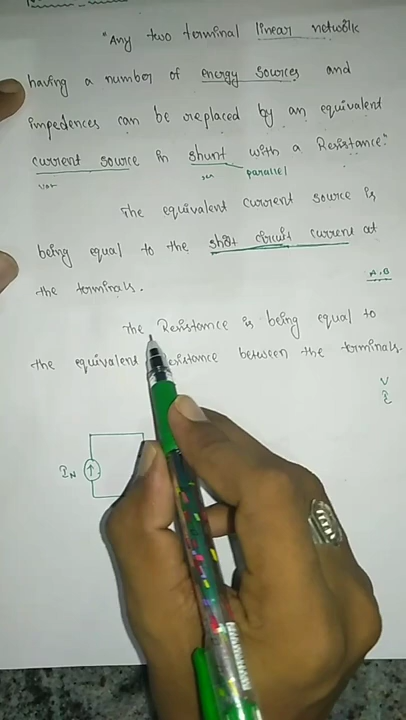 "Any two terminal linear network
having a number of energy sources and
impedences can be replaced by an equivalent
current source in shunt with a Resistance."
parallel
The equivalent current source is
being equal to the short circuit current at
A.B
the terminals.
The Resistance is being equal to
the equivalent between the terminals.
V
I
IN